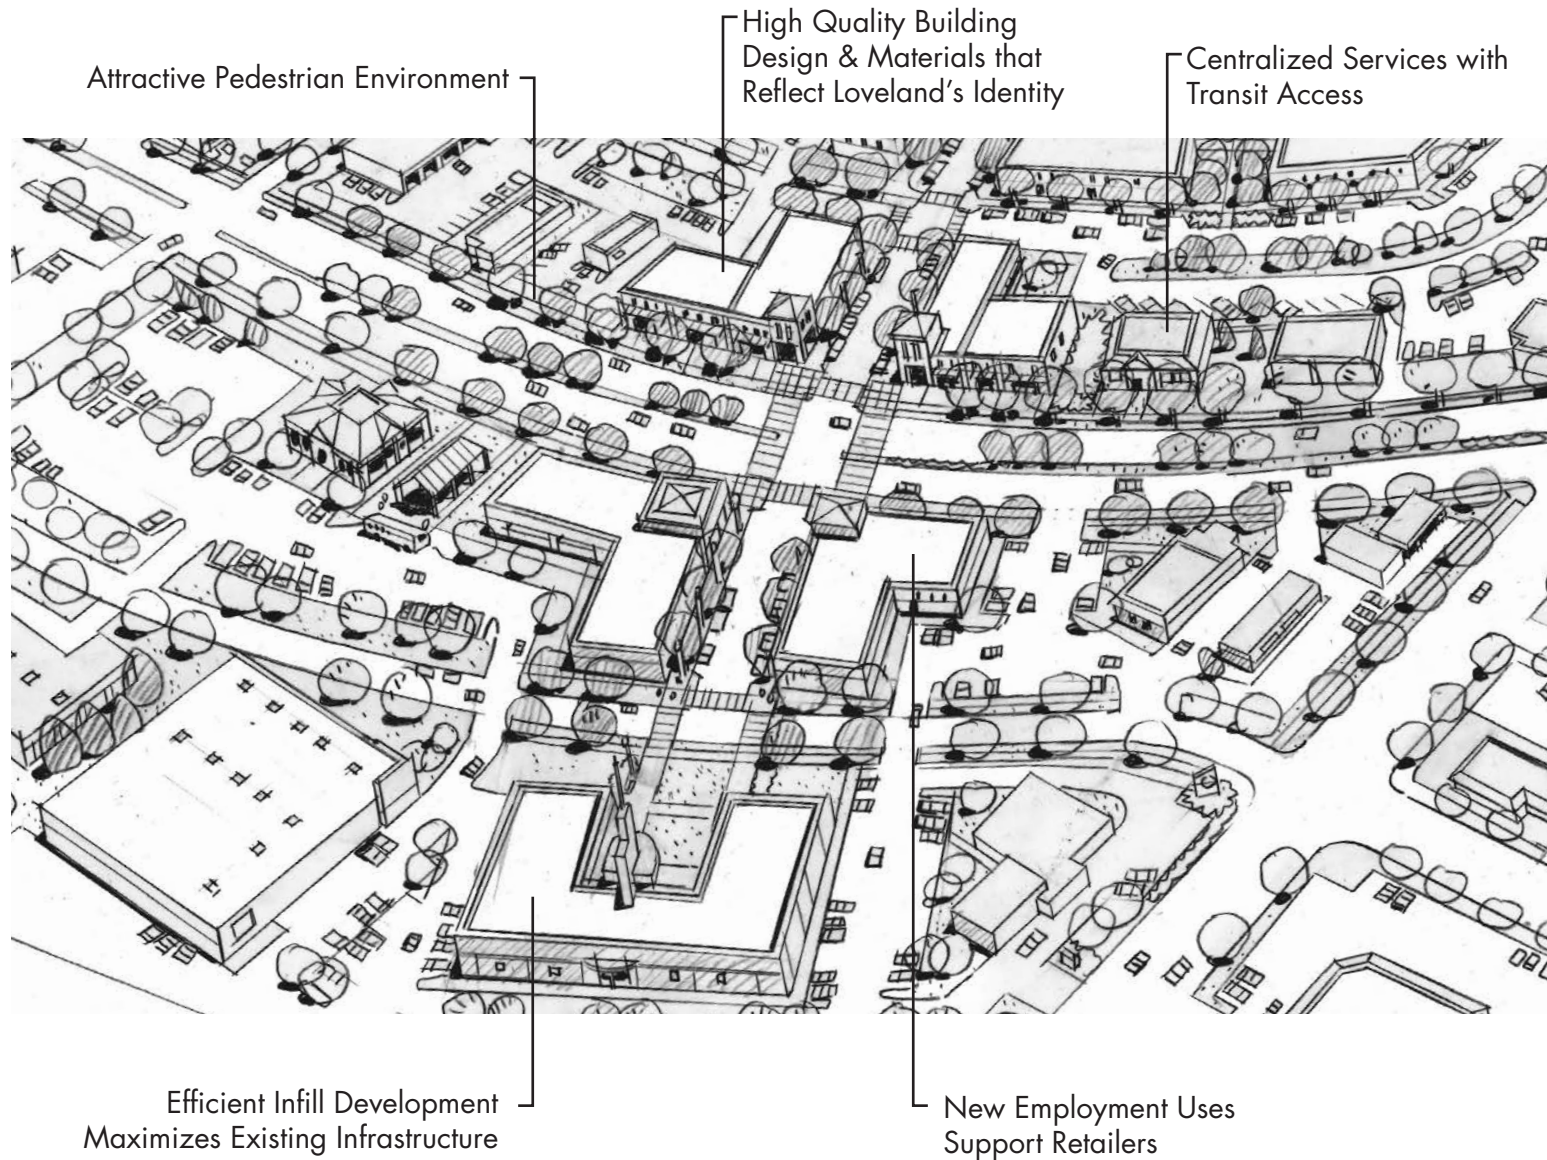 High Quality Building
Design & Materials that
Reflect Loveland's Identity
Attractive Pedestrian Environment
Centralized Services with
Transit Access
Efficient Infill Development
Maximizes Existing Infrastructure
New Employment Uses
Support Retailers